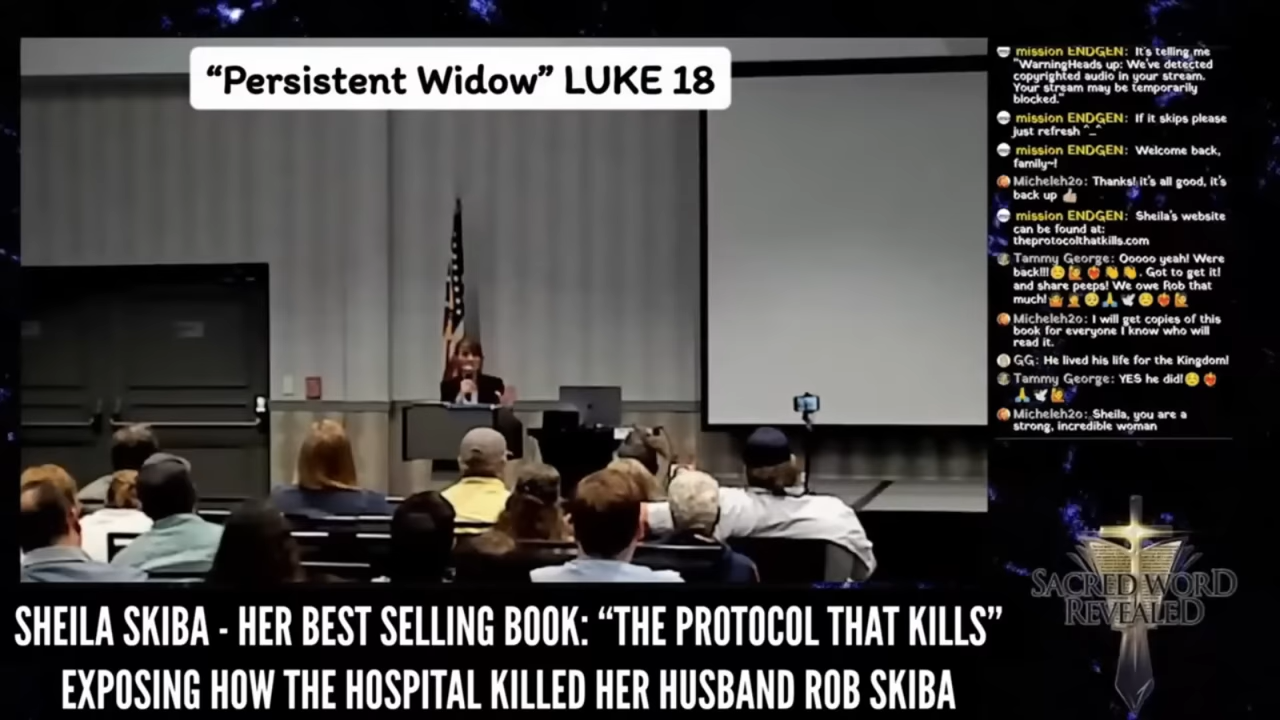 “Persistent Widow” LUKE 18
mission ENDGEN: It's telling me
"WarningHeads up: We've detected
copyrighted audio in your stream.
Your stream may be temporarily
blocked."
mission ENDGEN: If it skips please
just refresh ^_^
mission ENDGEN: Welcome back,
family~!
Micheleh2o: Thanks! it's all good, it's
back up 👍🏻
mission ENDGEN: Sheila's website
can be found at:
theprotocolthatkills.com
Tammy George: Ooooo yeah! Were
back!!! Got to get it!
and share peeps! We owe Rob that
much!
Micheleh2o: I will get copies of this
book for everyone I know who will
read it.
GG: He lived his life for the Kingdom!
Tammy George: YES he did!
Micheleh2o: Sheila, you are a
strong, incredible woman
SACRED WORD
REVEALED
SHEILA SKIBA - HER BEST SELLING BOOK: “THE PROTOCOL THAT KILLS”
EXPOSING HOW THE HOSPITAL KILLED HER HUSBAND ROB SKIBA